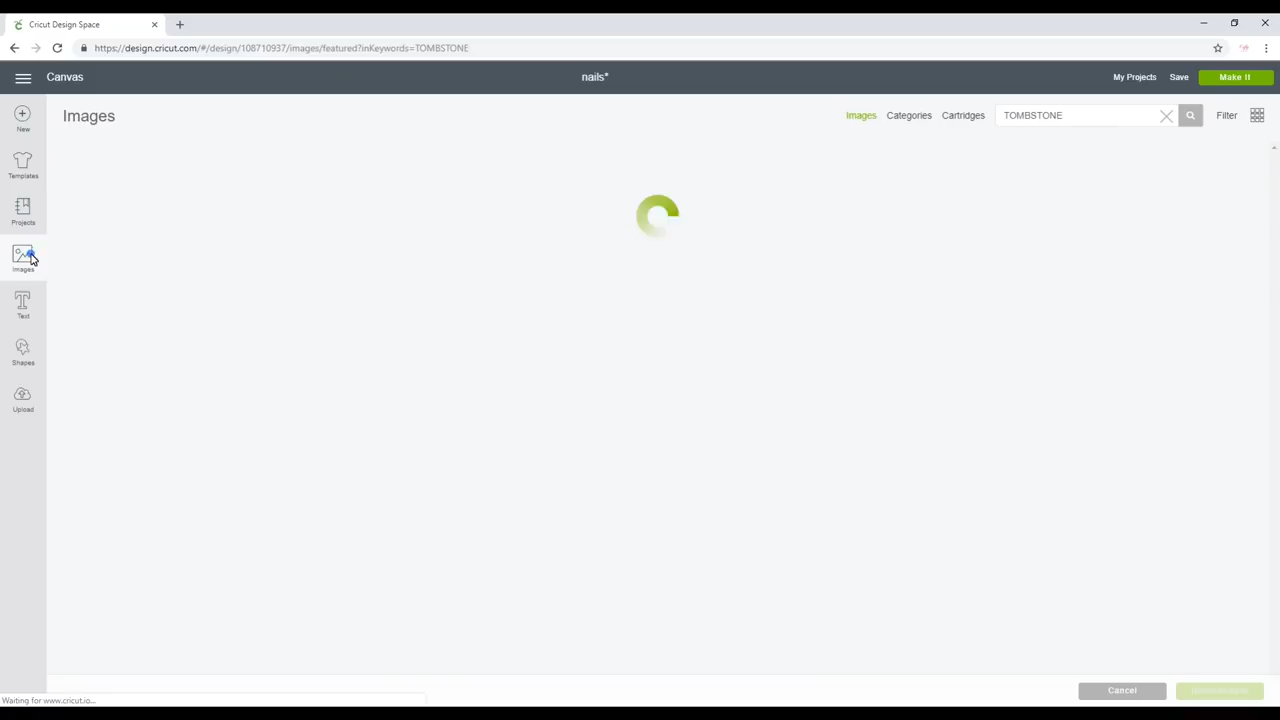 Cricut Design Space
https://design.cricut.com/#/design/108710937/images/featured?inKeywords=TOMBSTONE
Canvas
nails*
My Projects
Save
Make It
New
Templates
Projects
Images
Text
Shapes
Upload
Images
Images
Categories
Cartridges
TOMBSTONE
Filter
Cancel
Waiting for www.cricut.io...